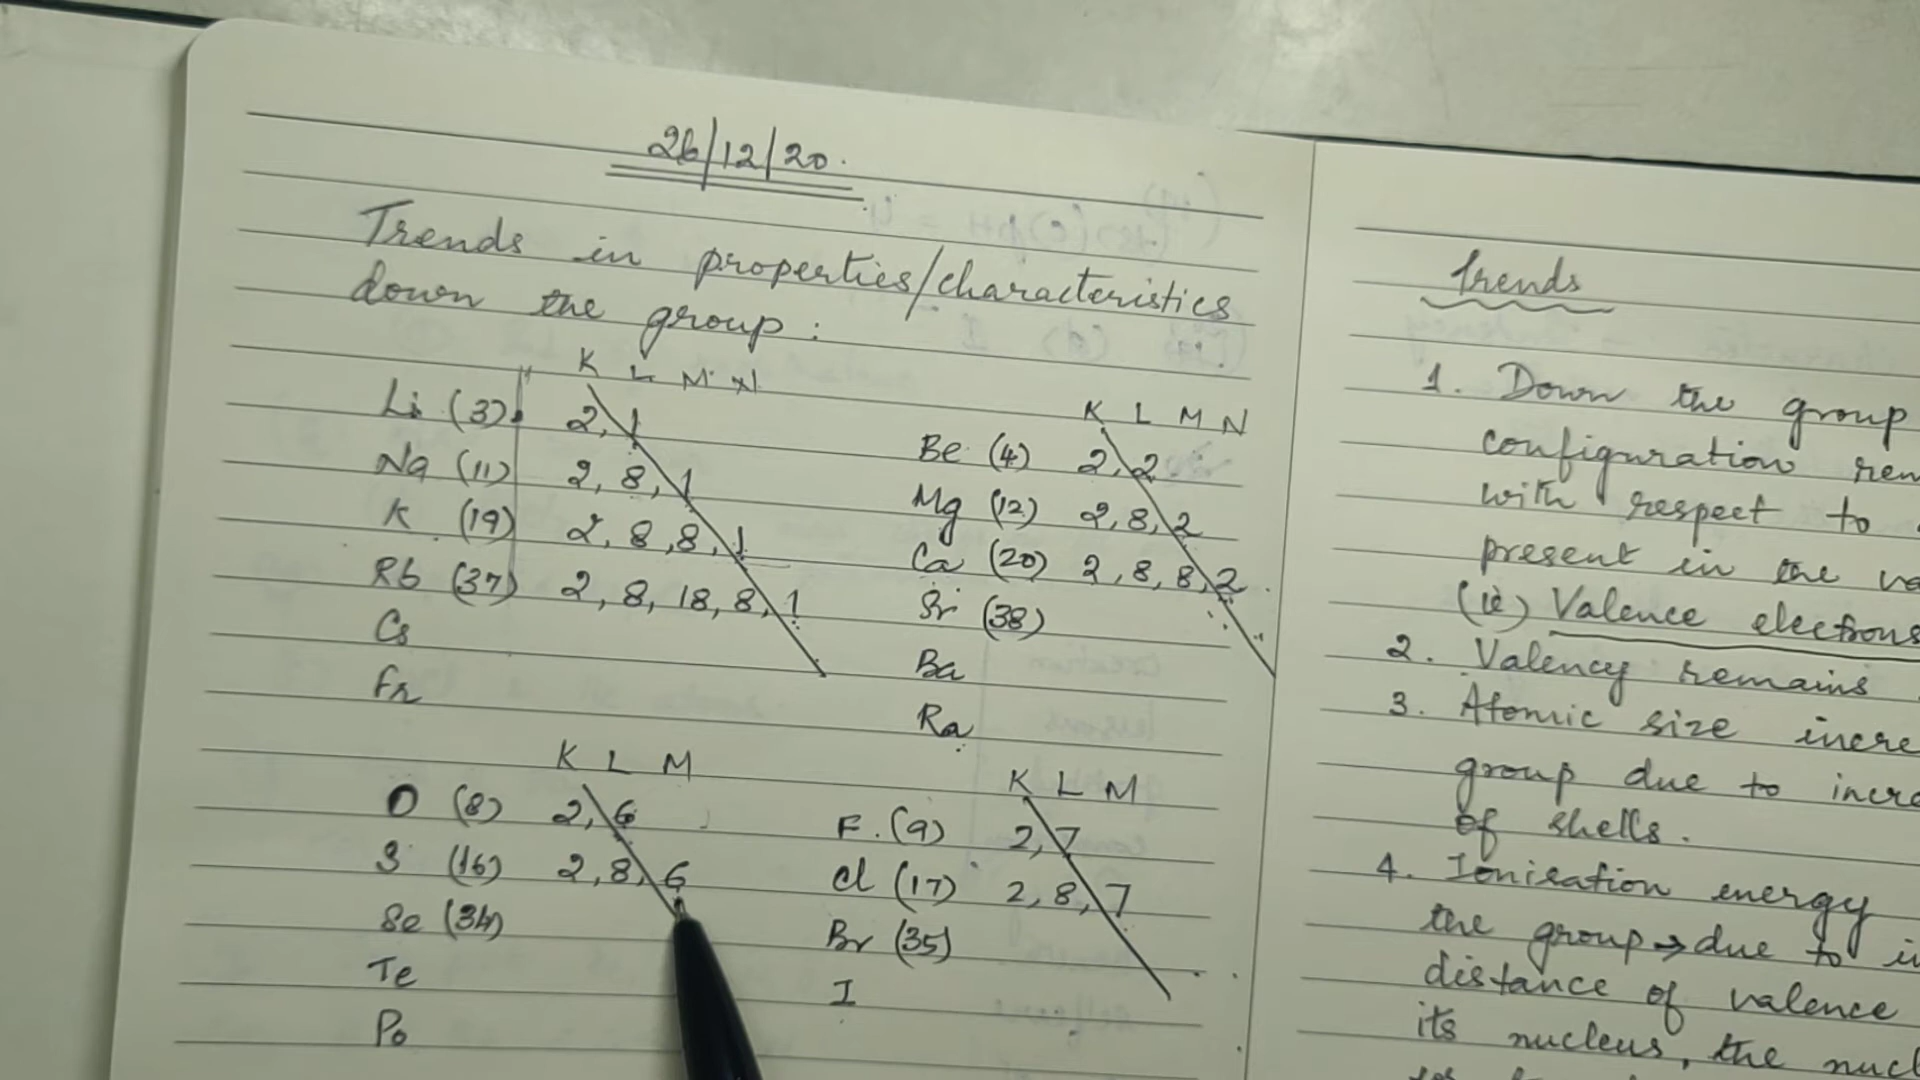 26/12/20.
Trends in properties/characteristics
down the group:
K L M N
Li (3) 2, 1
Na (11) 2, 8, 1
K (19) 2, 8, 8, 1
Rb (37) 2, 8, 18, 8, 1
Cs
Fr
K L M N
Be (4) 2, 2
Mg (12) 2, 8, 2
Ca (20) 2, 8, 8, 2
Sr (38)
Ba
Ra
K L M
O (8) 2, 6
S (16) 2, 8, 6
Se (34)
Te
Po
K L M
F. (9) 2, 7
Cl (17) 2, 8, 7
Br (35)
I
Trends
1. Down the group
configuration
with respect to
present in the
(ie) Valence electrons
2. Valency remains
3. Atomic size
group due to
of shells.
4. Ionisation energy
the group → due to
distance of valence
its nucleus, the